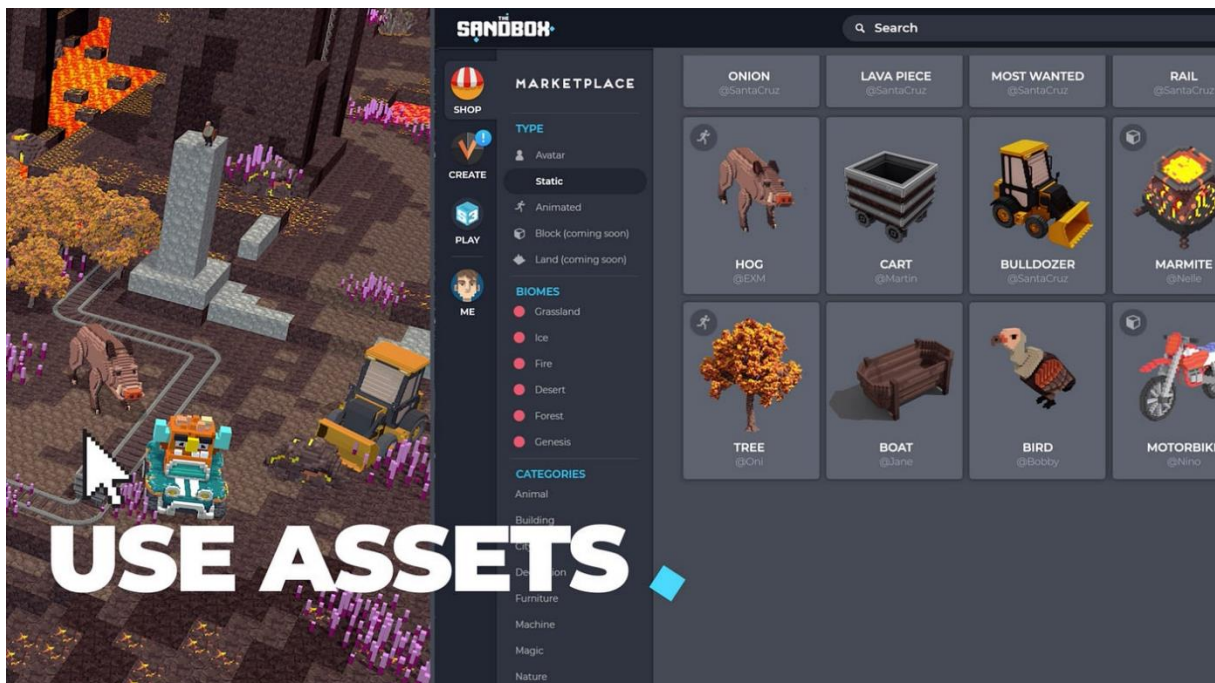 THE
SANDBOX
Search
SHOP
CREATE
!
PLAY
ME
MARKETPLACE
TYPE
Avatar
Static
Animated
Block (coming soon)
Land (coming soon)
BIOMES
Grassland
Ice
Fire
Desert
Forest
Genesis
CATEGORIES
Animal
Building
Furniture
Machine
Magic
Nature
ONION
@SantaCruz
LAVA PIECE
@SantaCruz
MOST WANTED
@SantaCruz
RAIL
@SantaCruz
HOG
@EXM
CART
@Martin
BULLDOZER
@SantaCruz
MARMITE
@Nelle
TREE
@Oni
BOAT
@Jane
BIRD
@Bobby
MOTORBIK
@Nino
USE ASSETS